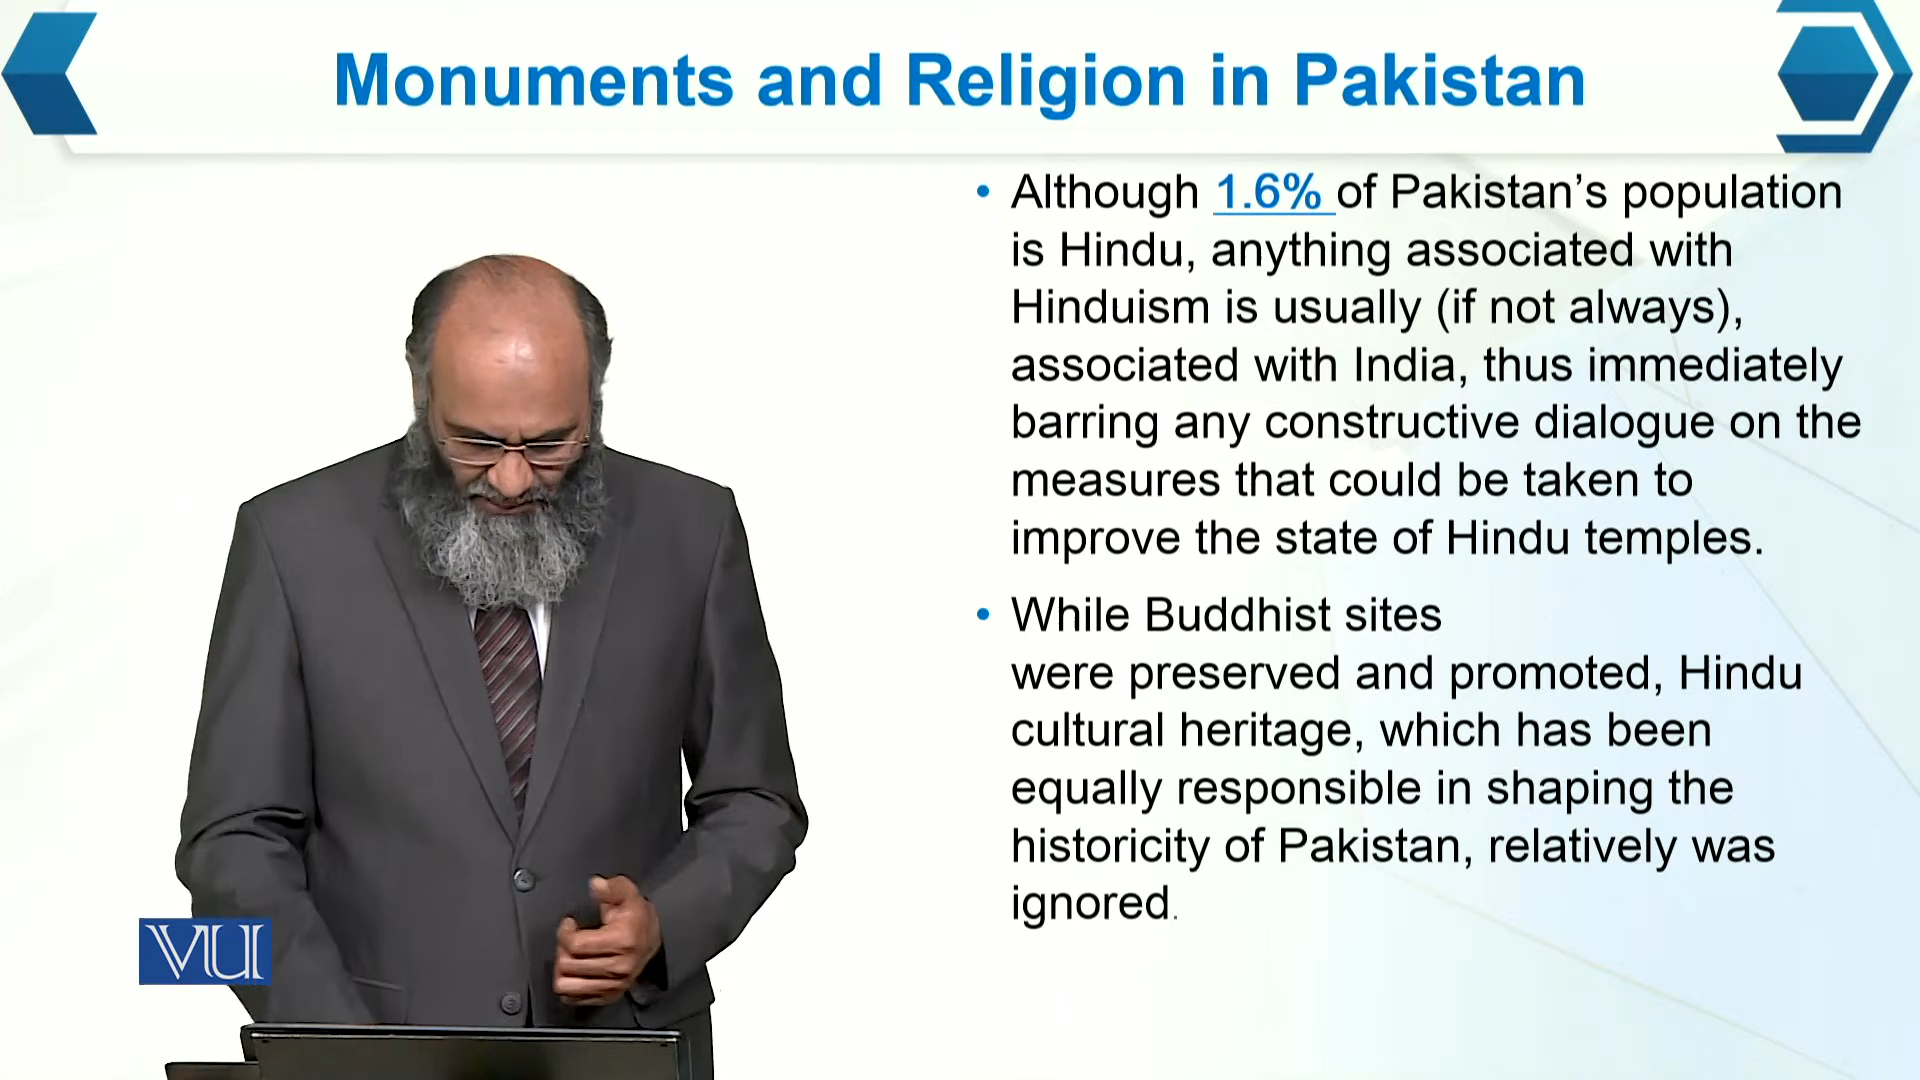 Monuments and Religion in Pakistan
• Although 1.6% of Pakistan’s population
is Hindu, anything associated with
Hinduism is usually (if not always),
associated with India, thus immediately
barring any constructive dialogue on the
measures that could be taken to
improve the state of Hindu temples.
• While Buddhist sites
were preserved and promoted, Hindu
cultural heritage, which has been
equally responsible in shaping the
historicity of Pakistan, relatively was
ignored.
VU